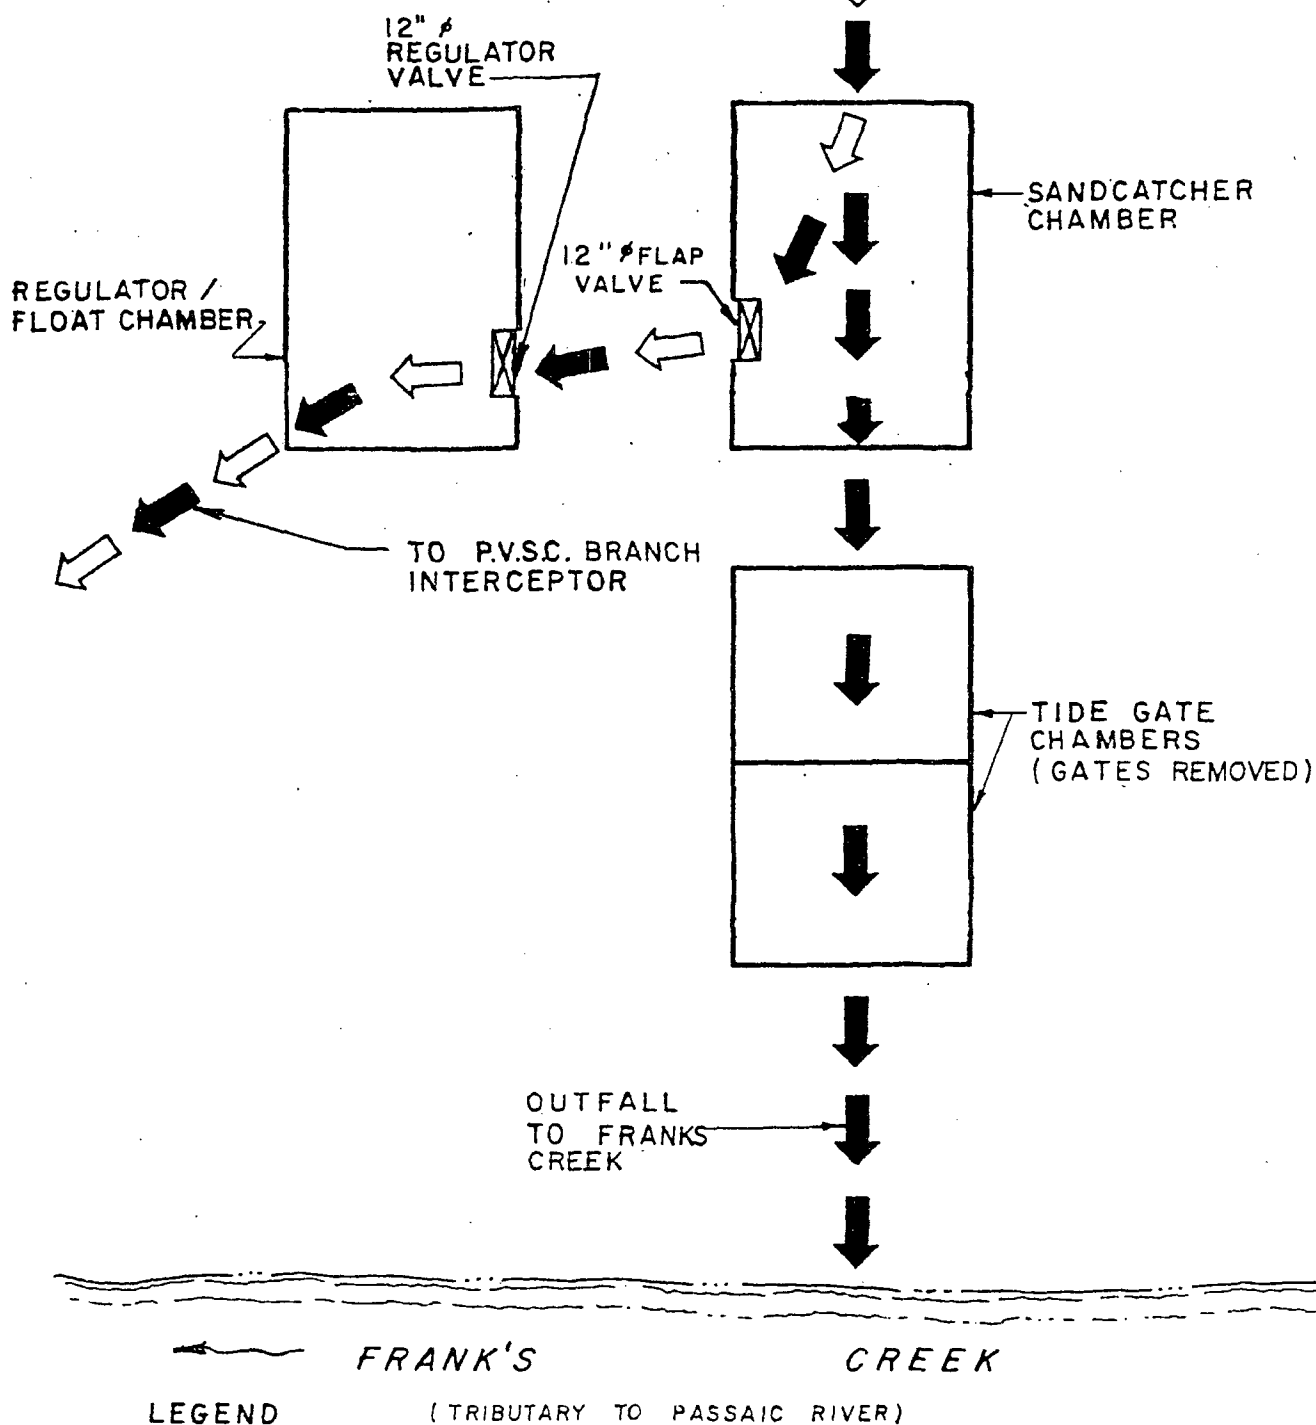 12" ⌀
REGULATOR
VALVE
SANDCATCHER
CHAMBER
12" ⌀ FLAP
VALVE
REGULATOR /
FLOAT CHAMBER
TO P.V.S.C. BRANCH
INTERCEPTOR
TIDE GATE
CHAMBERS
(GATES REMOVED)
OUTFALL
TO FRANKS
CREEK
FRANK'S CREEK
LEGEND (TRIBUTARY TO PASSAIC RIVER)